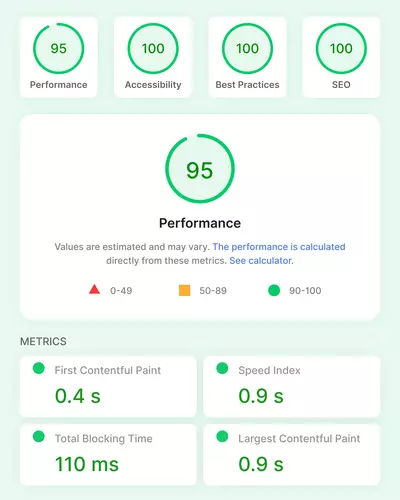 95
100
100
100
Performance
Accessibility
Best Practices
SEO
95
Performance
Values are estimated and may vary. The performance is calculated
directly from these metrics. See calculator.
0-49
50-89
90-100
METRICS
First Contentful Paint
Speed Index
0.4 s
0.9 s
Total Blocking Time
Largest Contentful Paint
110 ms
0.9 s